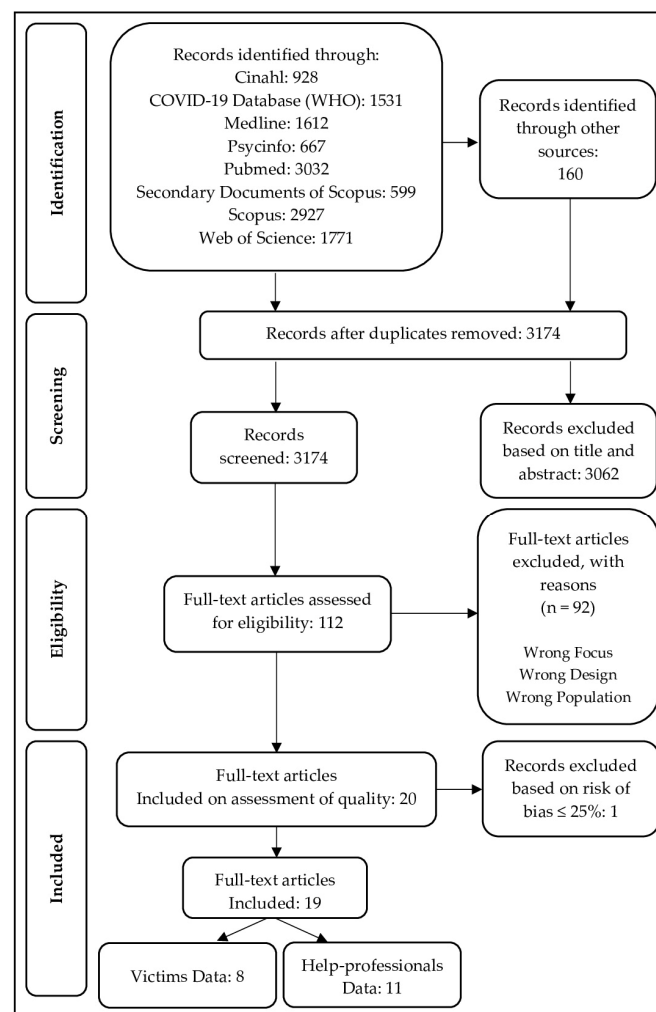 Identification
Records identified through:
Cinahl: 928
COVID-19 Database (WHO): 1531
Medline: 1612
Psycinfo: 667
Pubmed: 3032
Secondary Documents of Scopus: 599
Scopus: 2927
Web of Science: 1771
Records identified
through other
sources:
160
Screening
Records after duplicates removed: 3174
Records
screened: 3174
Records excluded
based on title and
abstract: 3062
Eligibility
Full-text articles assessed
for eligibility: 112
Full-text articles
excluded, with
reasons
(n = 92)
Wrong Focus
Wrong Design
Wrong Population
Included
Full-text articles
Included on assessment of quality: 20
Records excluded
based on risk of
bias ≤ 25%: 1
Full-text articles
Included: 19
Victims Data: 8
Help-professionals
Data: 11